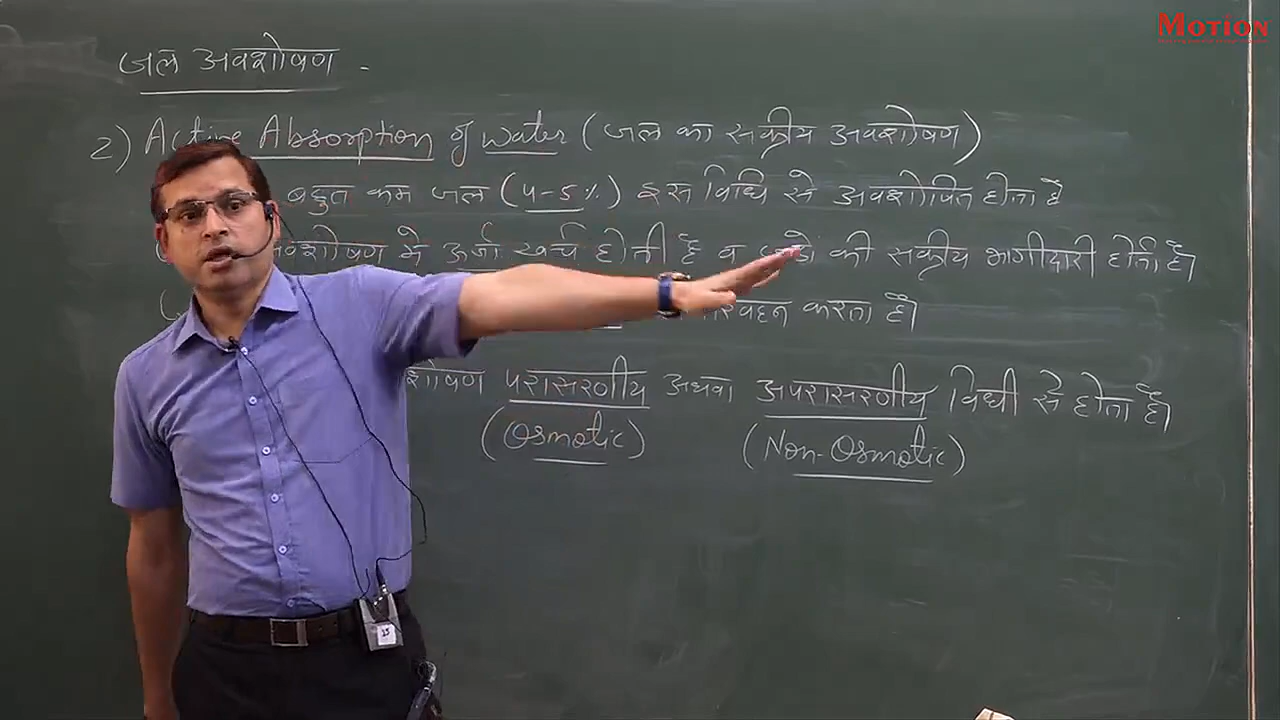 MOTION
जल अवशोषण -
2) Active Absorption of water (जल का सक्रीय अवशोषण)
बहुत कम जल (4-5%) इस विधि से अवशोषित होता है
अवशोषण मे ऊर्जा खर्च होती है व की सक्रीय भागीदारी होती है।
करता है।
परासरणीय अथवा अपरासरणीय विधी से होता है।
(Osmotic) (Non-Osmotic)
15